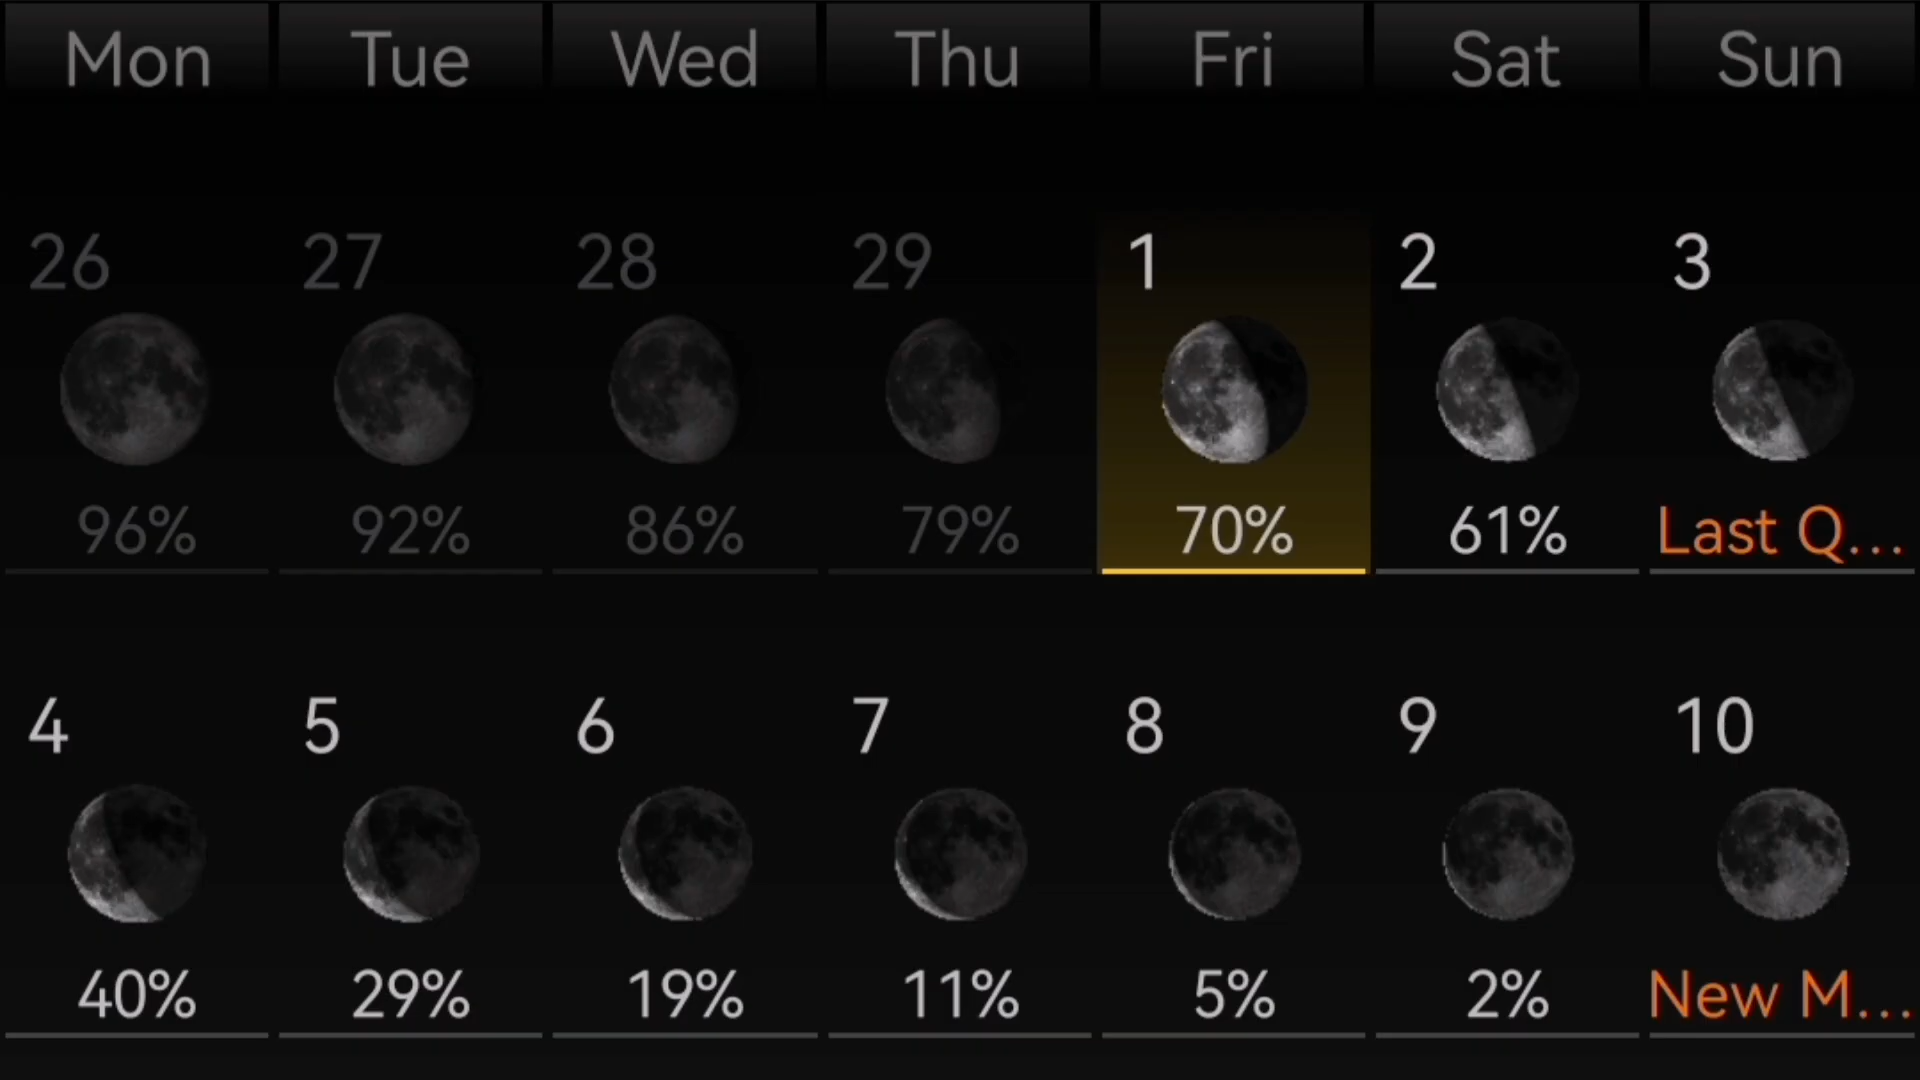 Mon Tue Wed Thu Fri Sat Sun
26 27 28 29 1 2 3
96% 92% 86% 79% 70% 61% Last Q...
4 5 6 7 8 9 10
40% 29% 19% 11% 5% 2% New M...